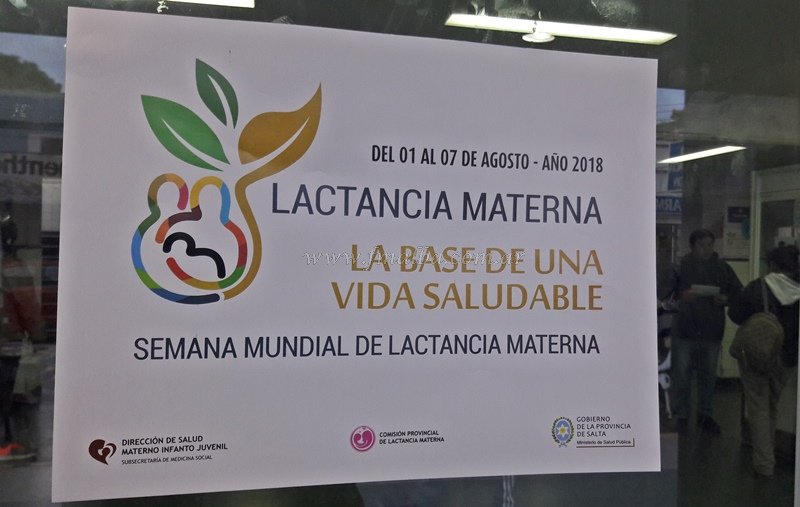 DEL 01 AL 07 DE AGOSTO - AÑO 2018
LACTANCIA MATERNA
LA BASE DE UNA
VIDA SALUDABLE
SEMANA MUNDIAL DE LACTANCIA MATERNA
DIRECCIÓN DE SALUD
MATERNO INFANTO JUVENIL
SUBSECRETARÍA DE MEDICINA SOCIAL
COMISIÓN PROVINCIAL
DE LACTANCIA MATERNA
GOBIERNO
DE LA PROVINCIA
DE SALTA
Ministerio de Salud Pública